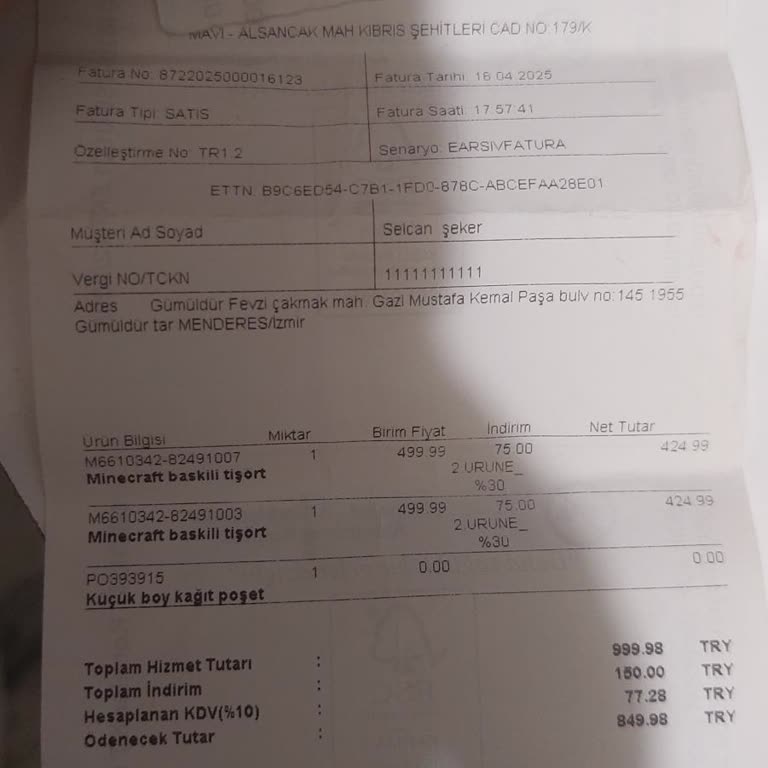 MAVİ - ALSANCAK MAH KIBRIS ŞEHİTLERİ CAD NO:179/K
Fatura No: 8722025000016123 Fatura Tarihi: 16.04.2025
Fatura Tipi: SATIS Fatura Saati: 17:57:41
Özelleştirme No: TR1.2 Senaryo: EARSIVFATURA
ETTN: B9C6ED54-C7B1-1FD0-878C-ABCEFAA28E01
Müşteri Ad Soyad Selcan şeker
Vergi NO/TCKN 11111111111
Adres Gümüldür Fevzi çakmak mah. Gazi Mustafa Kemal Paşa bulv no:145 1955
Gümüldür tar MENDERES/İzmir
Ürün Bilgisi Miktar Birim Fiyat İndirim Net Tutar
M6610342-82491007 1 499.99 75.00 424.99
Minecraft baskili tişort 2.URUNE_
%30
M6610342-82491003 1 499.99 75.00 424.99
Minecraft baskili tişort 2.URUNE_
%30
PO393915 1 0.00 0.00
Küçük boy kağıt poşet
Toplam Hizmet Tutarı : 999.98 TRY
Toplam İndirim : 150.00 TRY
Hesaplanan KDV(%10) : 77.28 TRY
Ödenecek Tutar : 849.98 TRY